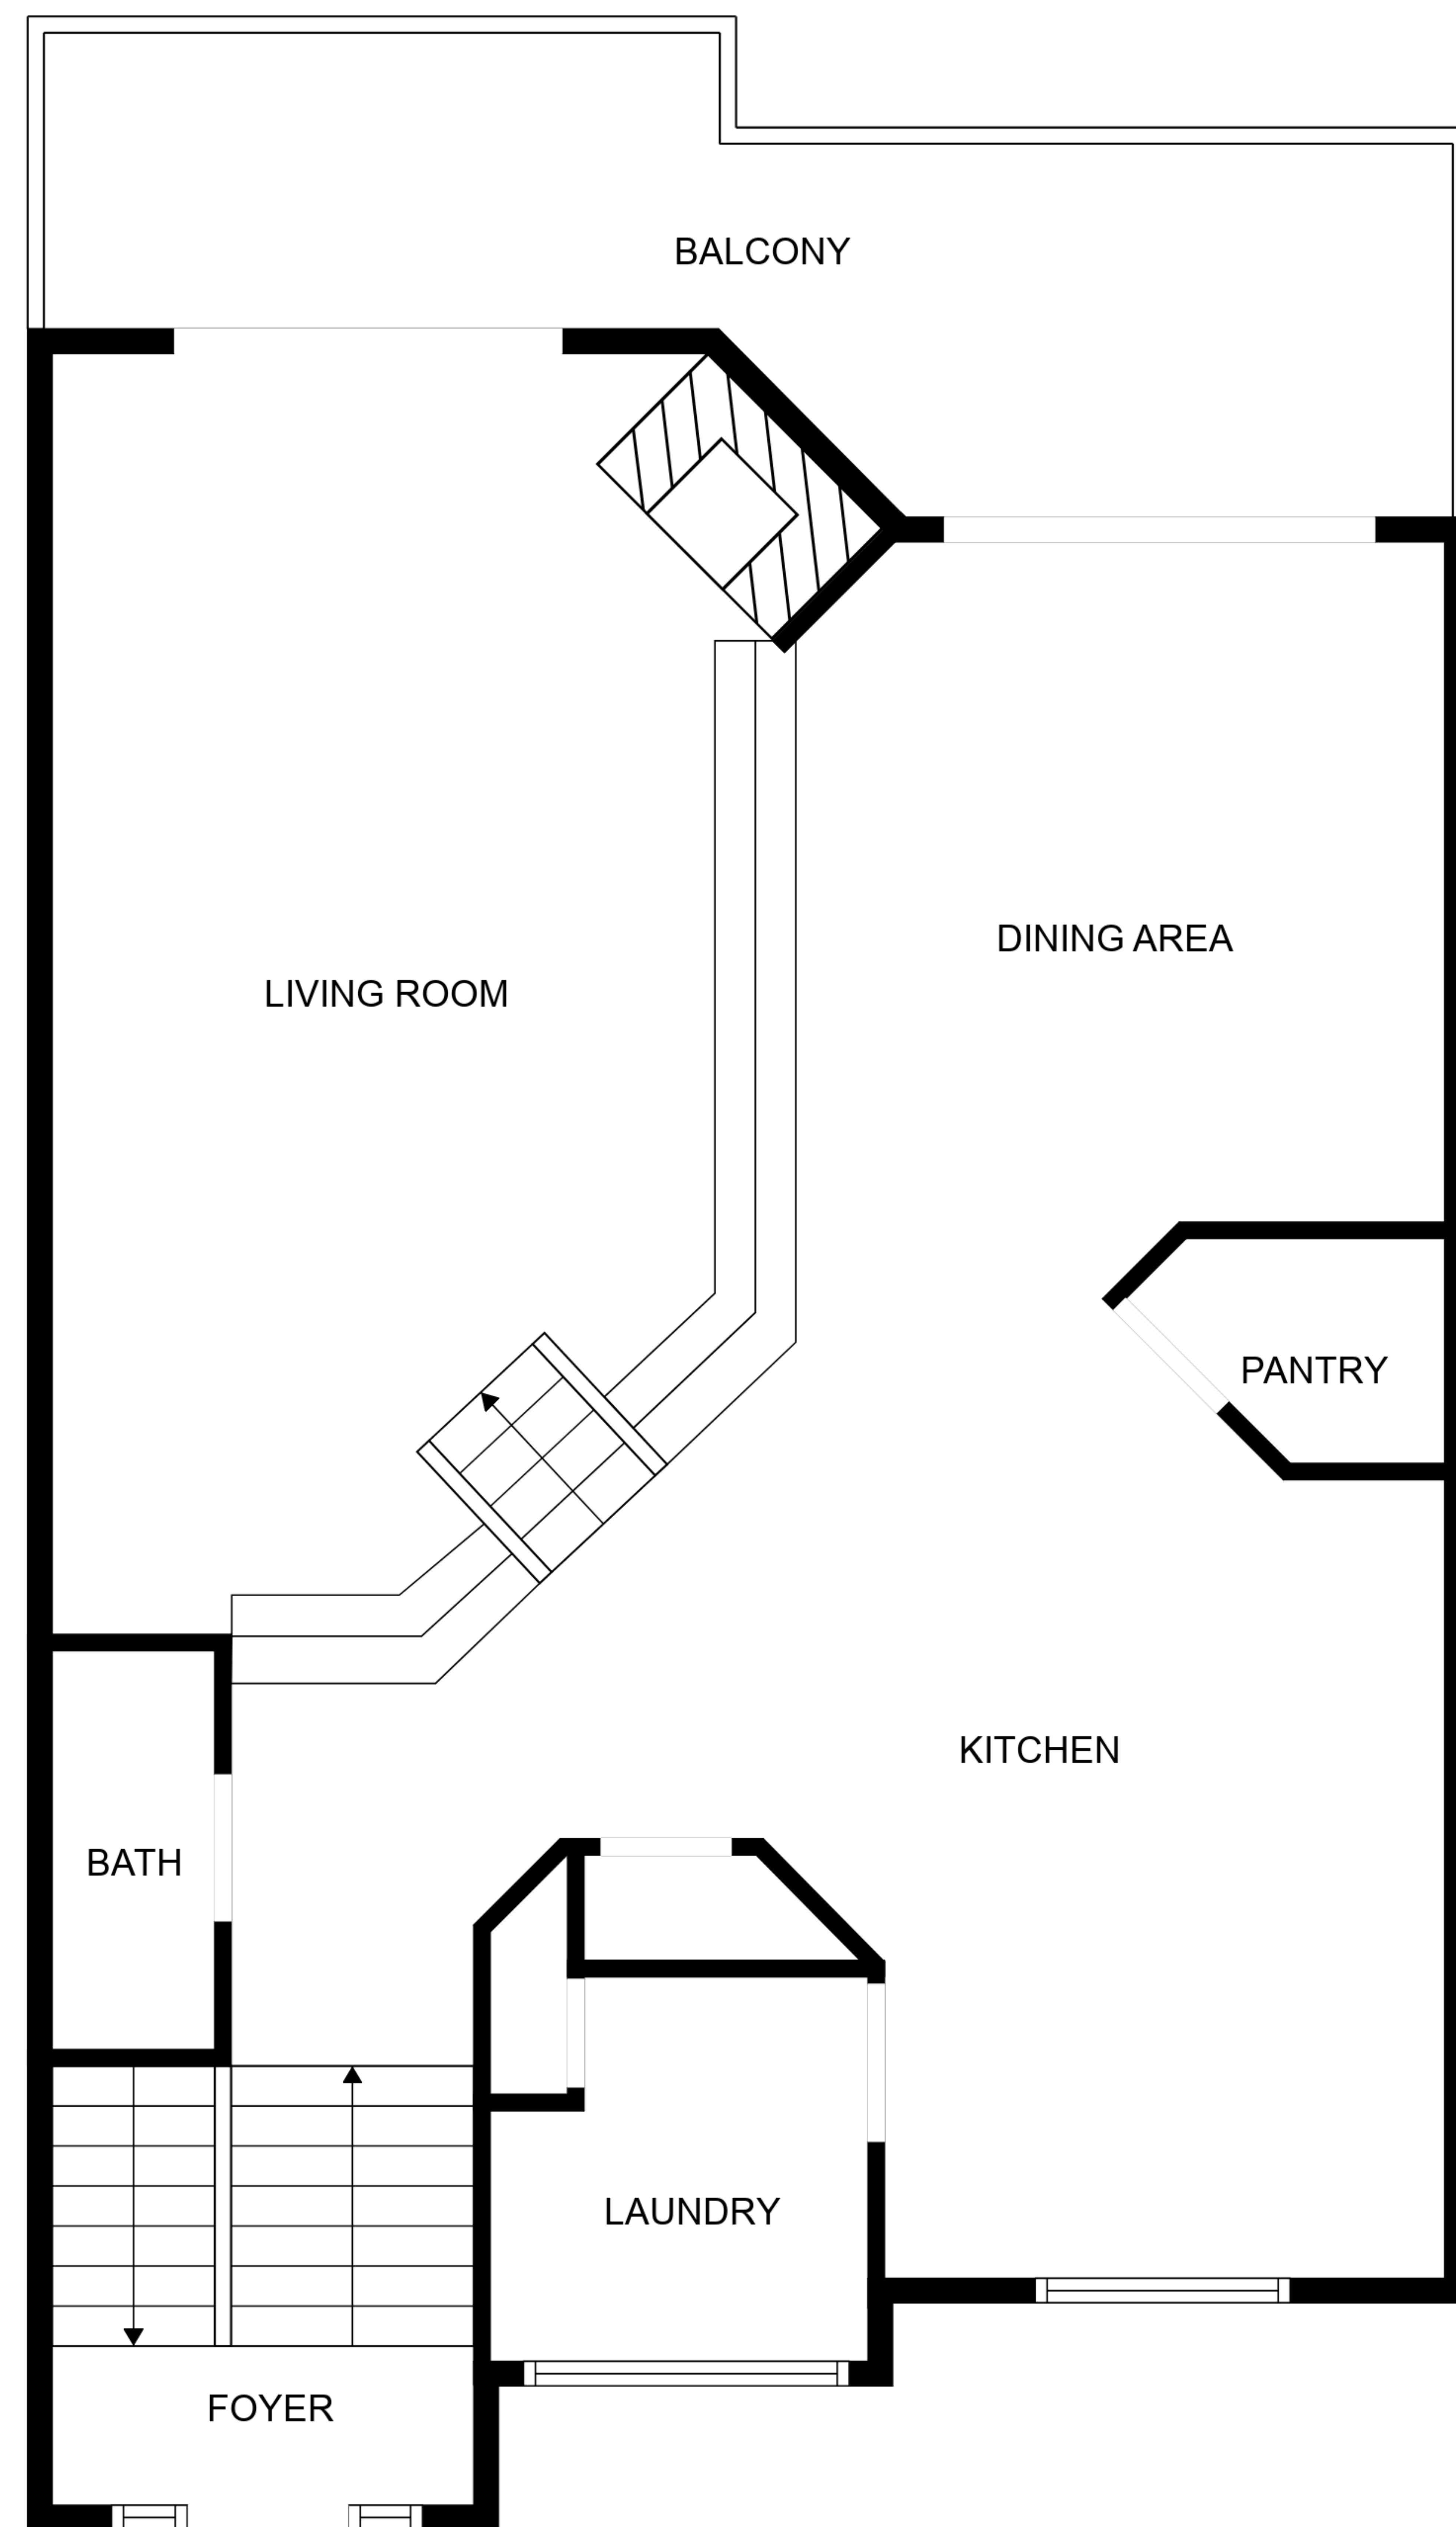 BALCONY
DINING AREA
LIVING ROOM
PANTRY
KITCHEN
BATH
LAUNDRY
FOYER